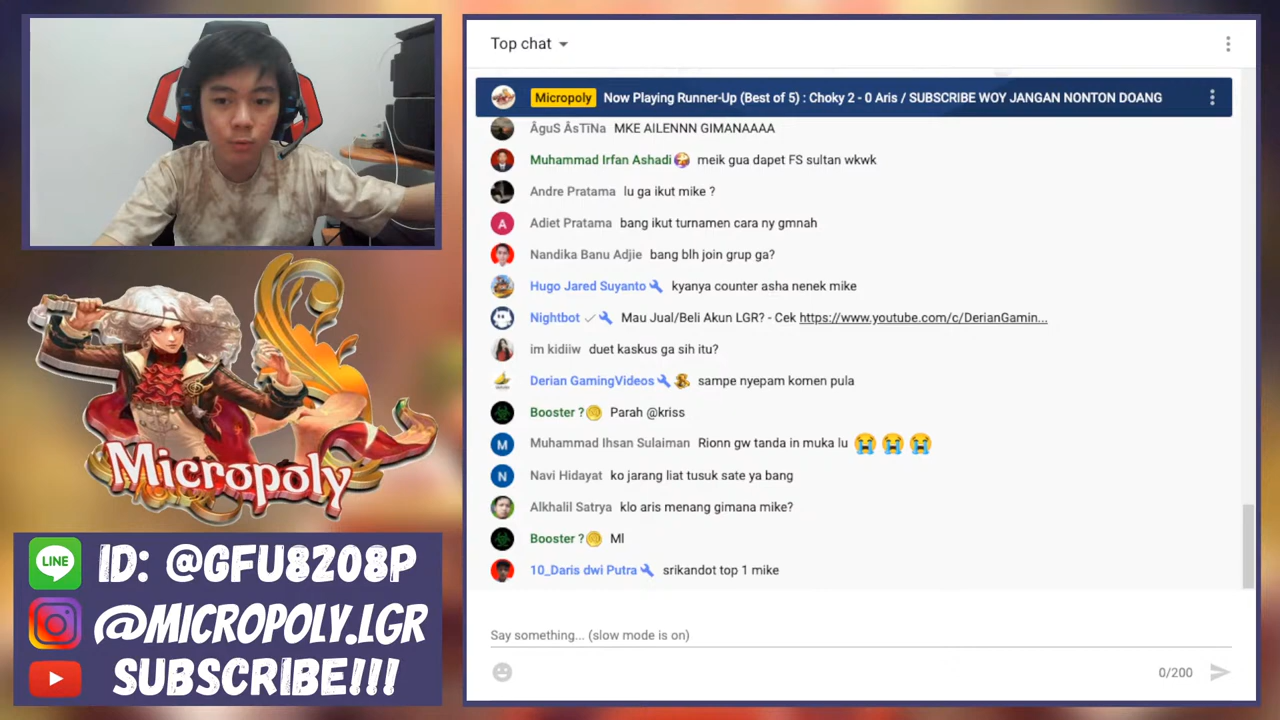 Top chat
Micropoly Now Playing Runner-Up (Best of 5) : Choky 2 - 0 Aris / SUBSCRIBE WOY JANGAN NONTON DOANG
ÂguS ÂsTïNa MKE AILENNN GIMANAAAA
Muhammad Irfan Ashadi meik gua dapet FS sultan wkwk
Andre Pratama lu ga ikut mike ?
A Adiet Pratama bang ikut turnamen cara ny gmnah
Nandika Banu Adjie bang blh join grup ga?
Hugo Jared Suyanto kyanya counter asha nenek mike
Nightbot Mau Jual/Beli Akun LGR? - Cek https://www.youtube.com/c/DerianGamin...
im kidiiw duet kaskus ga sih itu?
Derian GamingVideos sampe nyepam komen pula
Booster ? Parah @kriss
M Muhammad Ihsan Sulaiman Rionn gw tanda in muka lu 😭 😭 😭
N Navi Hidayat ko jarang liat tusuk sate ya bang
Alkhalil Satrya klo aris menang gimana mike?
Booster ? Ml
10_Daris dwi Putra srikandot top 1 mike
Say something... (slow mode is on)
0/200
Micropoly
LINE ID: @GFU8208P
@MICROPOLY.LGR
SUBSCRIBE!!!